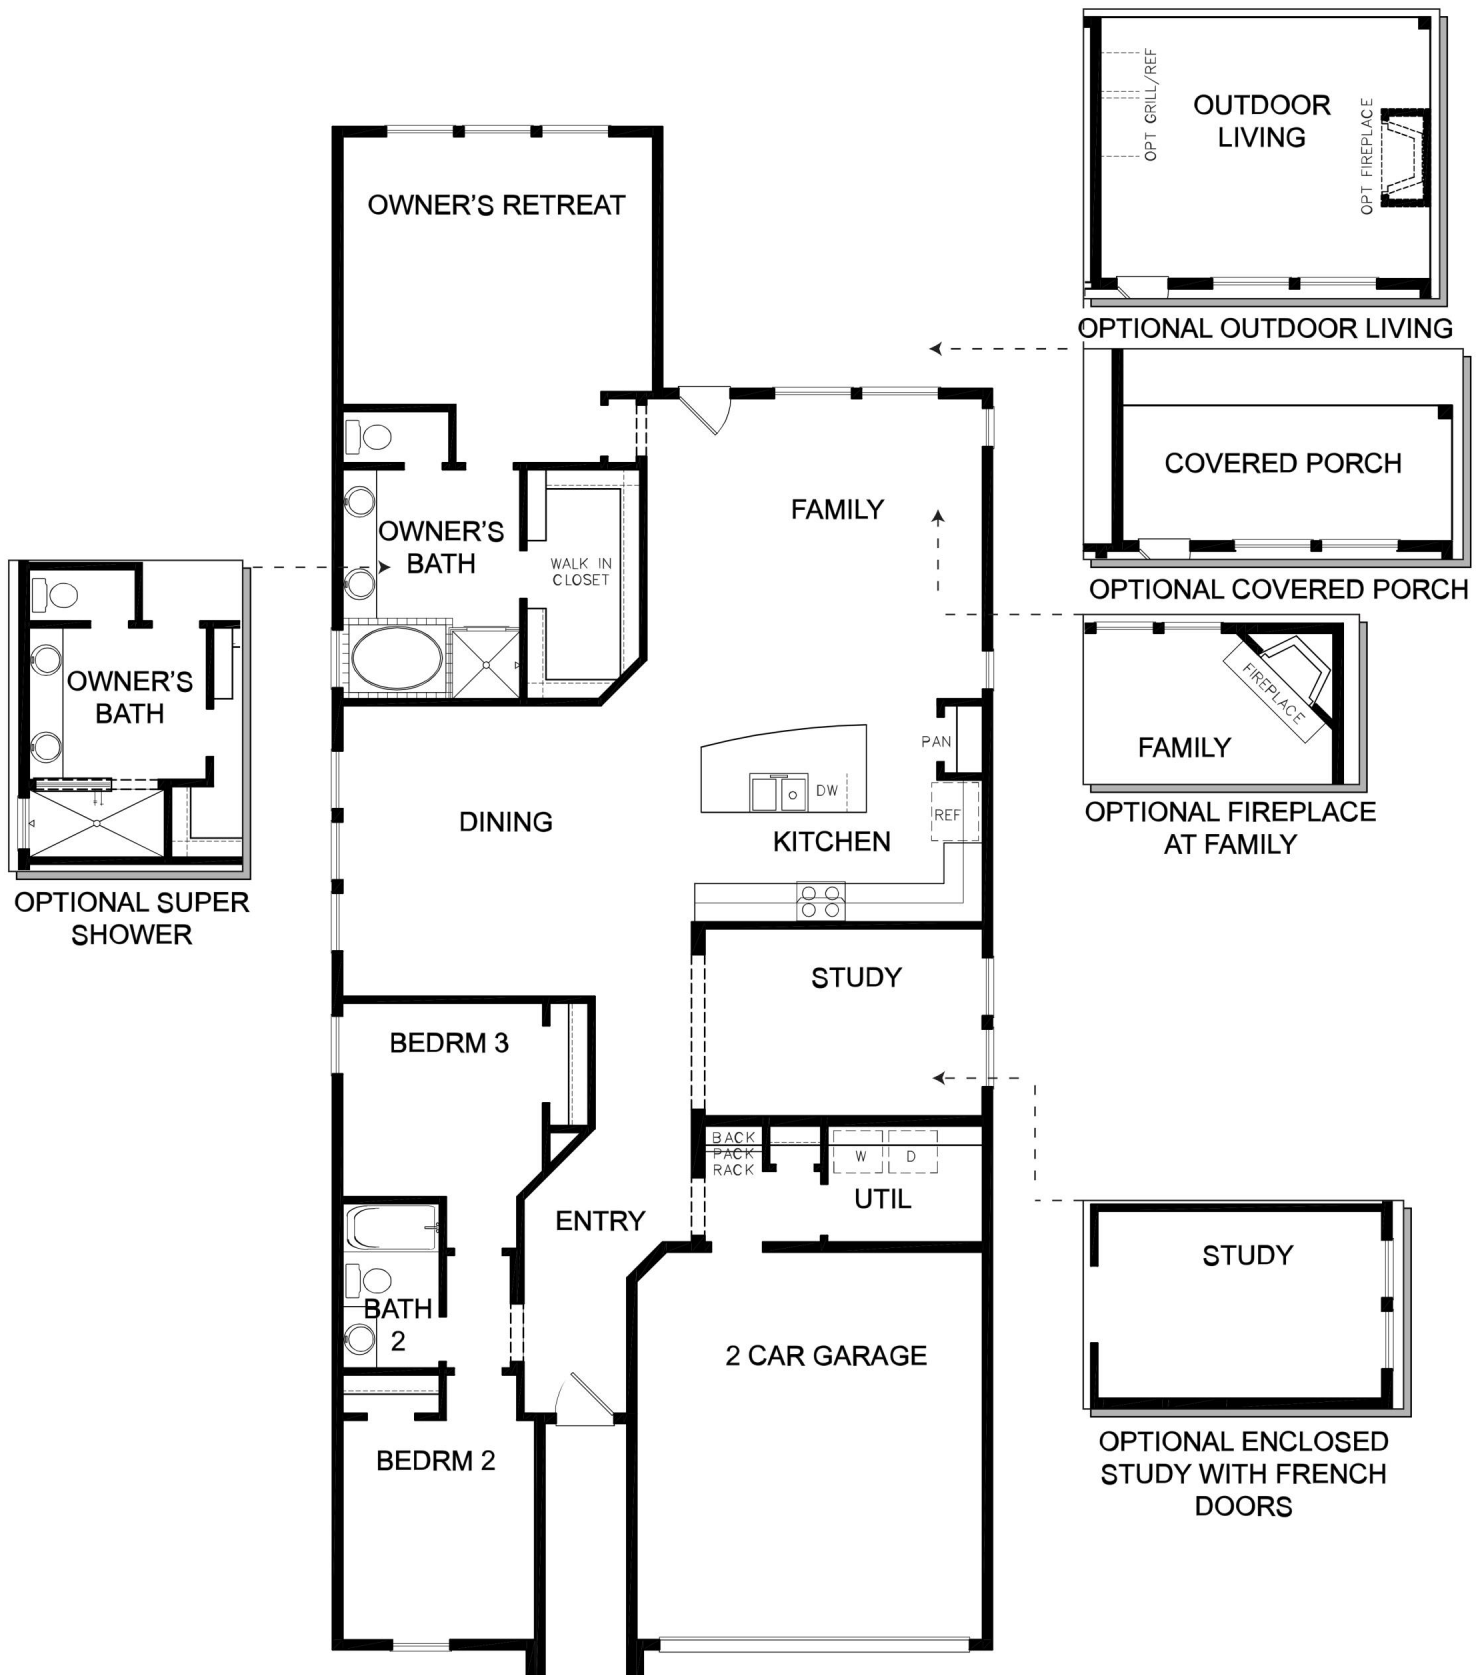 OUTDOOR
LIVING
OPT GRILL/REF
OPT FIREPLACE
OPTIONAL OUTDOOR LIVING
OWNER'S RETREAT
COVERED PORCH
OPTIONAL COVERED PORCH
FAMILY
OWNER'S
BATH
WALK IN
CLOSET
OWNER'S
BATH
OPTIONAL SUPER
SHOWER
FIREPLACE
FAMILY
OPTIONAL FIREPLACE
AT FAMILY
PAN
DW
REF
DINING
KITCHEN
STUDY
BEDRM 3
BACK
PACK
RACK
W
D
UTIL
ENTRY
STUDY
OPTIONAL ENCLOSED
STUDY WITH FRENCH
DOORS
BATH
2
2 CAR GARAGE
BEDRM 2